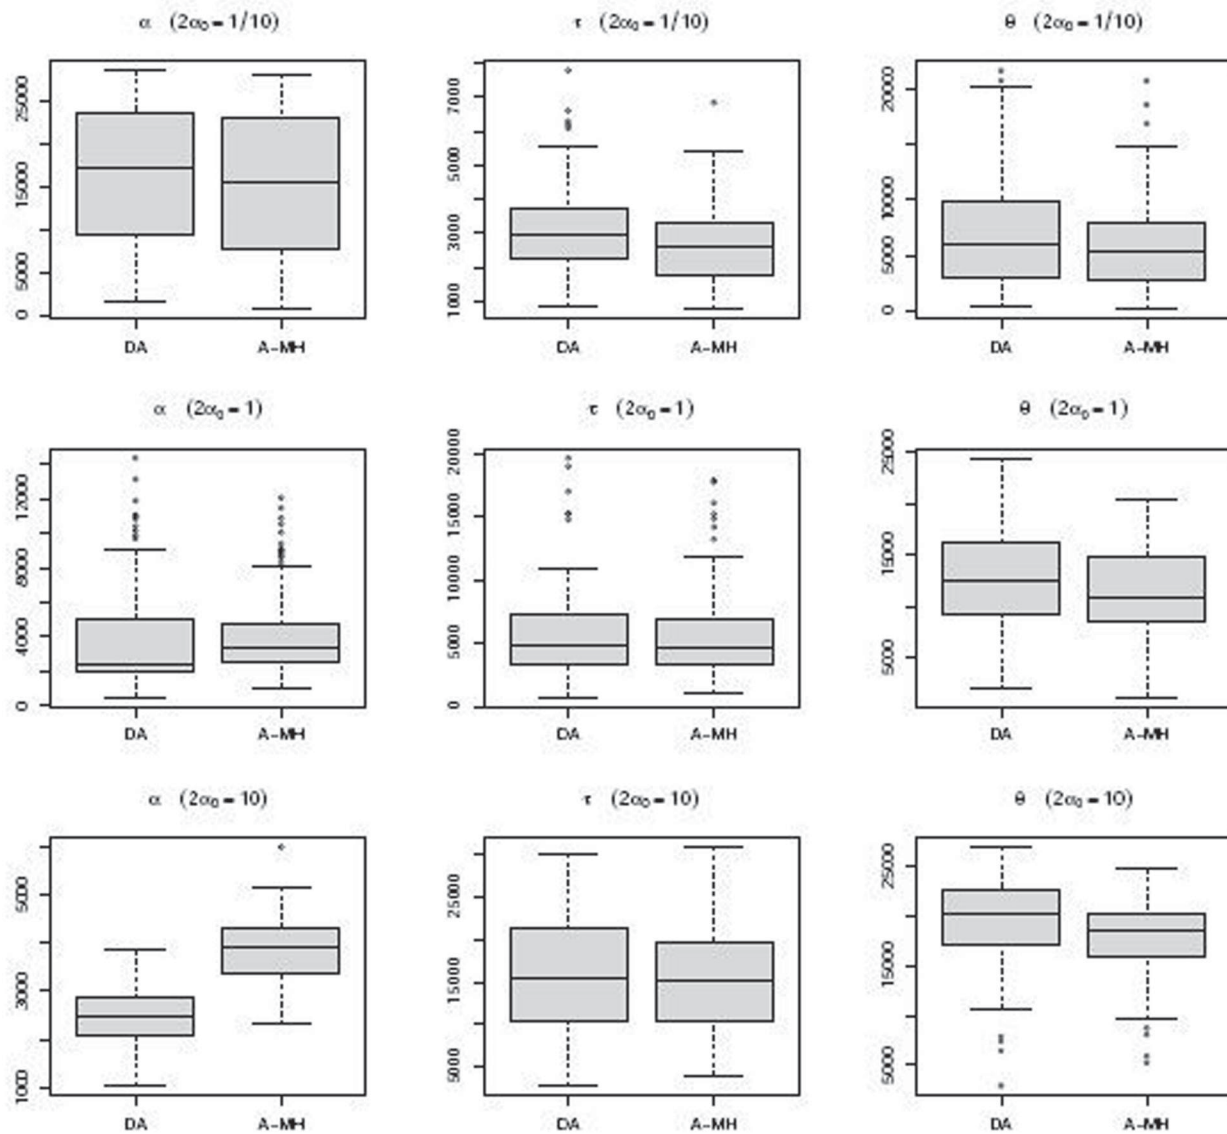 α (2α₀ = 1/10)
25000
15000
5000
0
DA A-MH
τ (2α₀ = 1/10)
7000
5000
3000
1000
DA A-MH
θ (2α₀ = 1/10)
20000
10000
5000
0
DA A-MH
α (2α₀ = 1)
12000
8000
4000
0
DA A-MH
τ (2α₀ = 1)
20000
15000
10000
5000
0
DA A-MH
θ (2α₀ = 1)
25000
15000
5000
DA A-MH
α (2α₀ = 10)
5000
3000
1000
DA A-MH
τ (2α₀ = 10)
25000
15000
5000
DA A-MH
θ (2α₀ = 10)
25000
15000
5000
DA A-MH